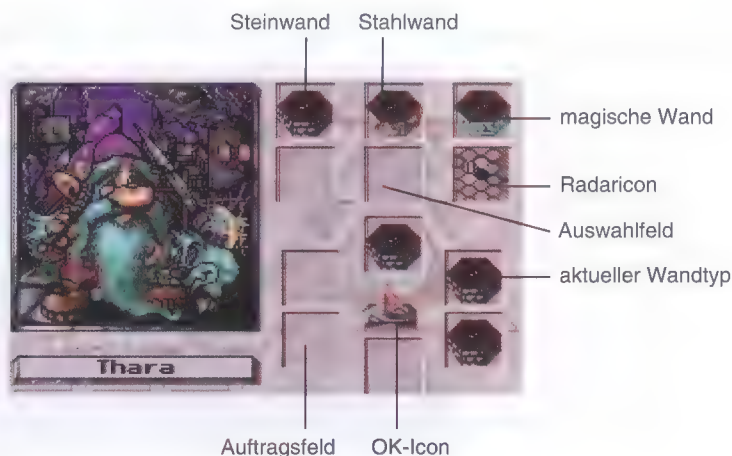 Steinwand Stahlwand
magische Wand
Radaricon
Auswahlfeld
aktueller Wandtyp
Thara
Auftragsfeld OK-Icon